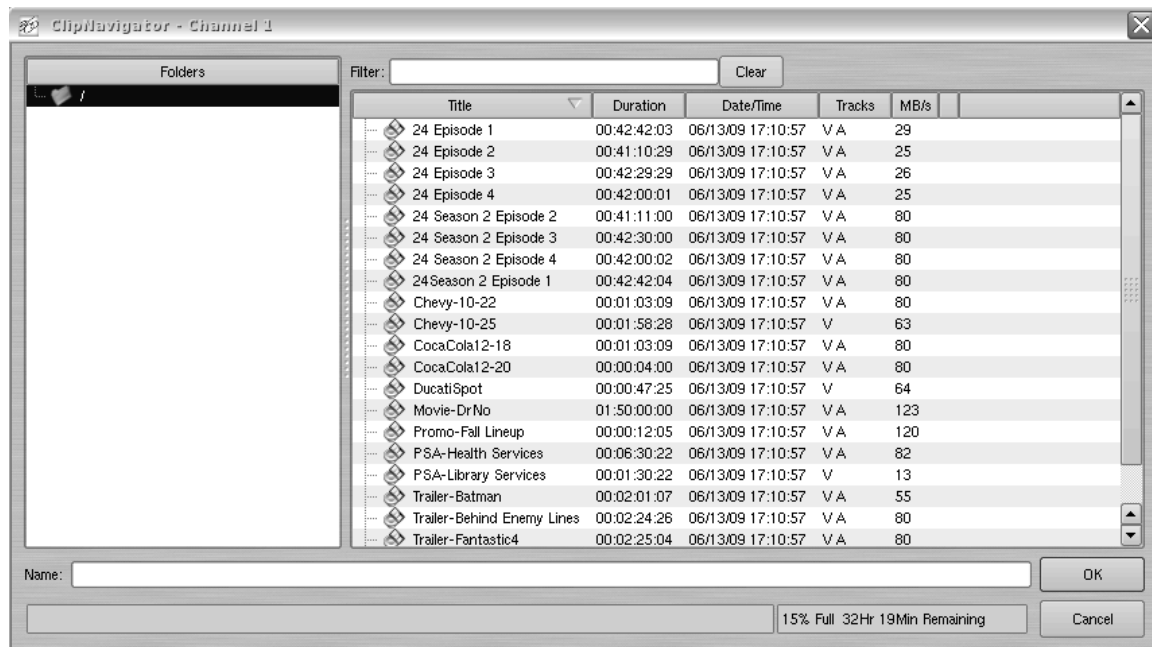 ClipNavigator - Channel 1
Folders
/
Filter:
Clear
Title Duration Date/Time Tracks MB/s
24 Episode 1 00:42:42:03 06/13/09 17:10:57 V A 29
24 Episode 2 00:41:10:29 06/13/09 17:10:57 V A 25
24 Episode 3 00:42:29:29 06/13/09 17:10:57 V A 26
24 Episode 4 00:42:00:01 06/13/09 17:10:57 V A 25
24 Season 2 Episode 2 00:41:11:00 06/13/09 17:10:57 V A 80
24 Season 2 Episode 3 00:42:30:00 06/13/09 17:10:57 V A 80
24 Season 2 Episode 4 00:42:00:02 06/13/09 17:10:57 V A 80
24Season 2 Episode 1 00:42:42:04 06/13/09 17:10:57 V A 80
Chevy-10-22 00:01:03:09 06/13/09 17:10:57 V A 80
Chevy-10-25 00:01:58:28 06/13/09 17:10:57 V 63
CocaCola12-18 00:01:03:09 06/13/09 17:10:57 V A 80
CocaCola12-20 00:00:04:00 06/13/09 17:10:57 V A 80
DucatiSpot 00:00:47:25 06/13/09 17:10:57 V 64
Movie-DrNo 01:50:00:00 06/13/09 17:10:57 V A 123
Promo-Fall Lineup 00:00:12:05 06/13/09 17:10:57 V A 120
PSA-Health Services 00:06:30:22 06/13/09 17:10:57 V A 82
PSA-Library Services 00:01:30:22 06/13/09 17:10:57 V 13
Trailer-Batman 00:02:01:07 06/13/09 17:10:57 V A 55
Trailer-Behind Enemy Lines 00:02:24:26 06/13/09 17:10:57 V A 80
Trailer-Fantastic4 00:02:25:04 06/13/09 17:10:57 V A 80
Name:
OK
15% Full 32Hr 19Min Remaining
Cancel